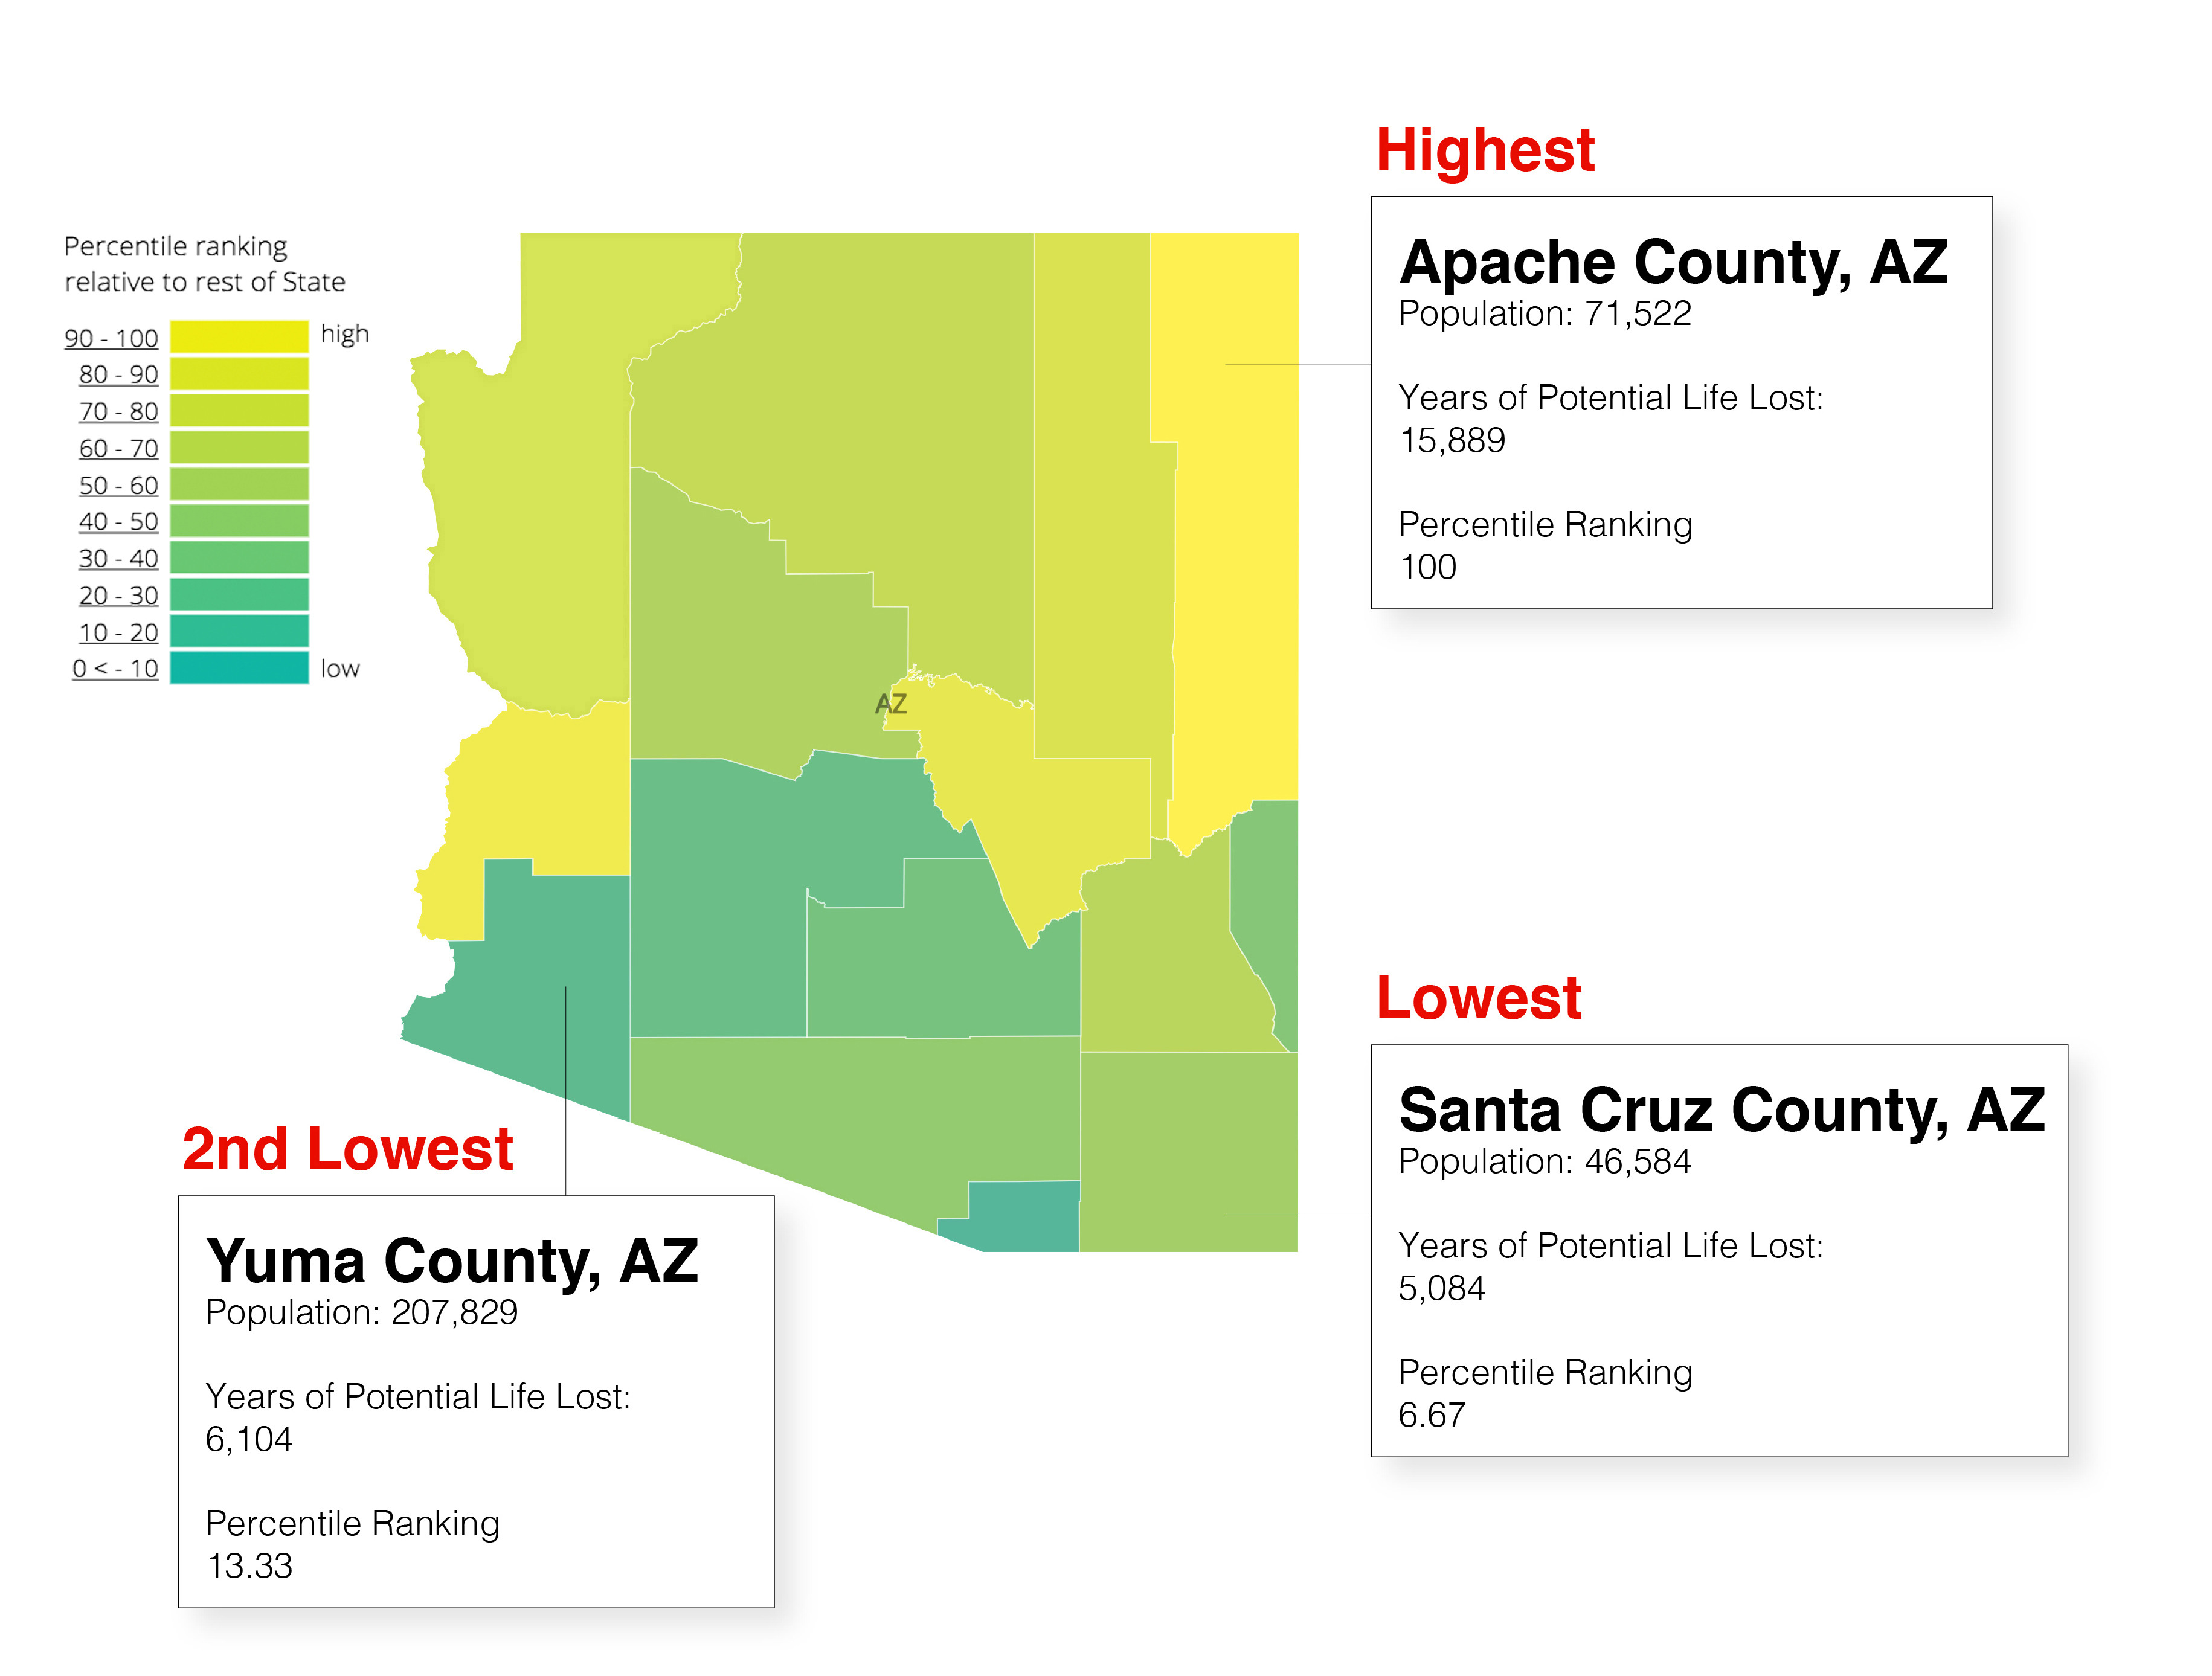 Highest
Apache County, AZ
Population: 71,522
Years of Potential Life Lost:
15,889
Percentile Ranking
100
Percentile ranking
relative to rest of State
90 - 100
high
80 - 90
70 - 80
60 - 70
50 - 60
40 - 50
30 - 40
20 - 30
10 - 20
0 < - 10
low
AZ
Lowest
Santa Cruz County, AZ
Population: 46,584
Years of Potential Life Lost:
5,084
Percentile Ranking
6.67
2nd Lowest
Yuma County, AZ
Population: 207,829
Years of Potential Life Lost:
6,104
Percentile Ranking
13.33